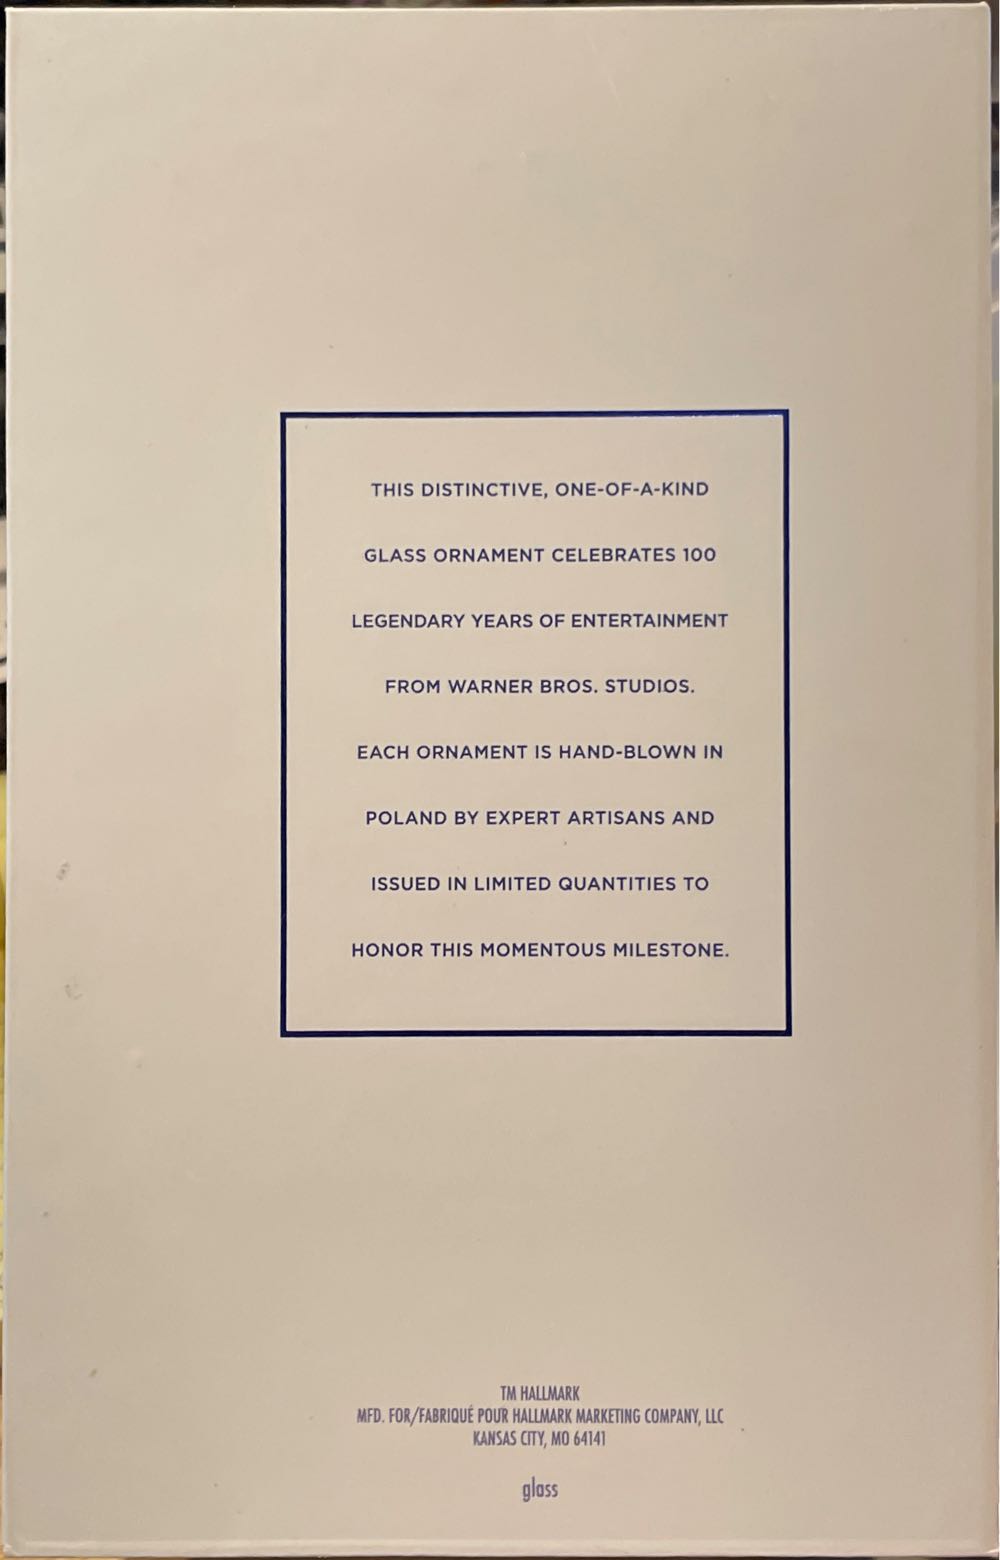 THIS DISTINCTIVE, ONE-OF-A-KIND
GLASS ORNAMENT CELEBRATES 100
LEGENDARY YEARS OF ENTERTAINMENT
FROM WARNER BROS. STUDIOS.
EACH ORNAMENT IS HAND-BLOWN IN
POLAND BY EXPERT ARTISANS AND
ISSUED IN LIMITED QUANTITIES TO
HONOR THIS MOMENTOUS MILESTONE.
TM HALLMARK
MFD. FOR/FABRIQUÉ POUR HALLMARK MARKETING COMPANY, LLC
KANSAS CITY, MO 64141
glass